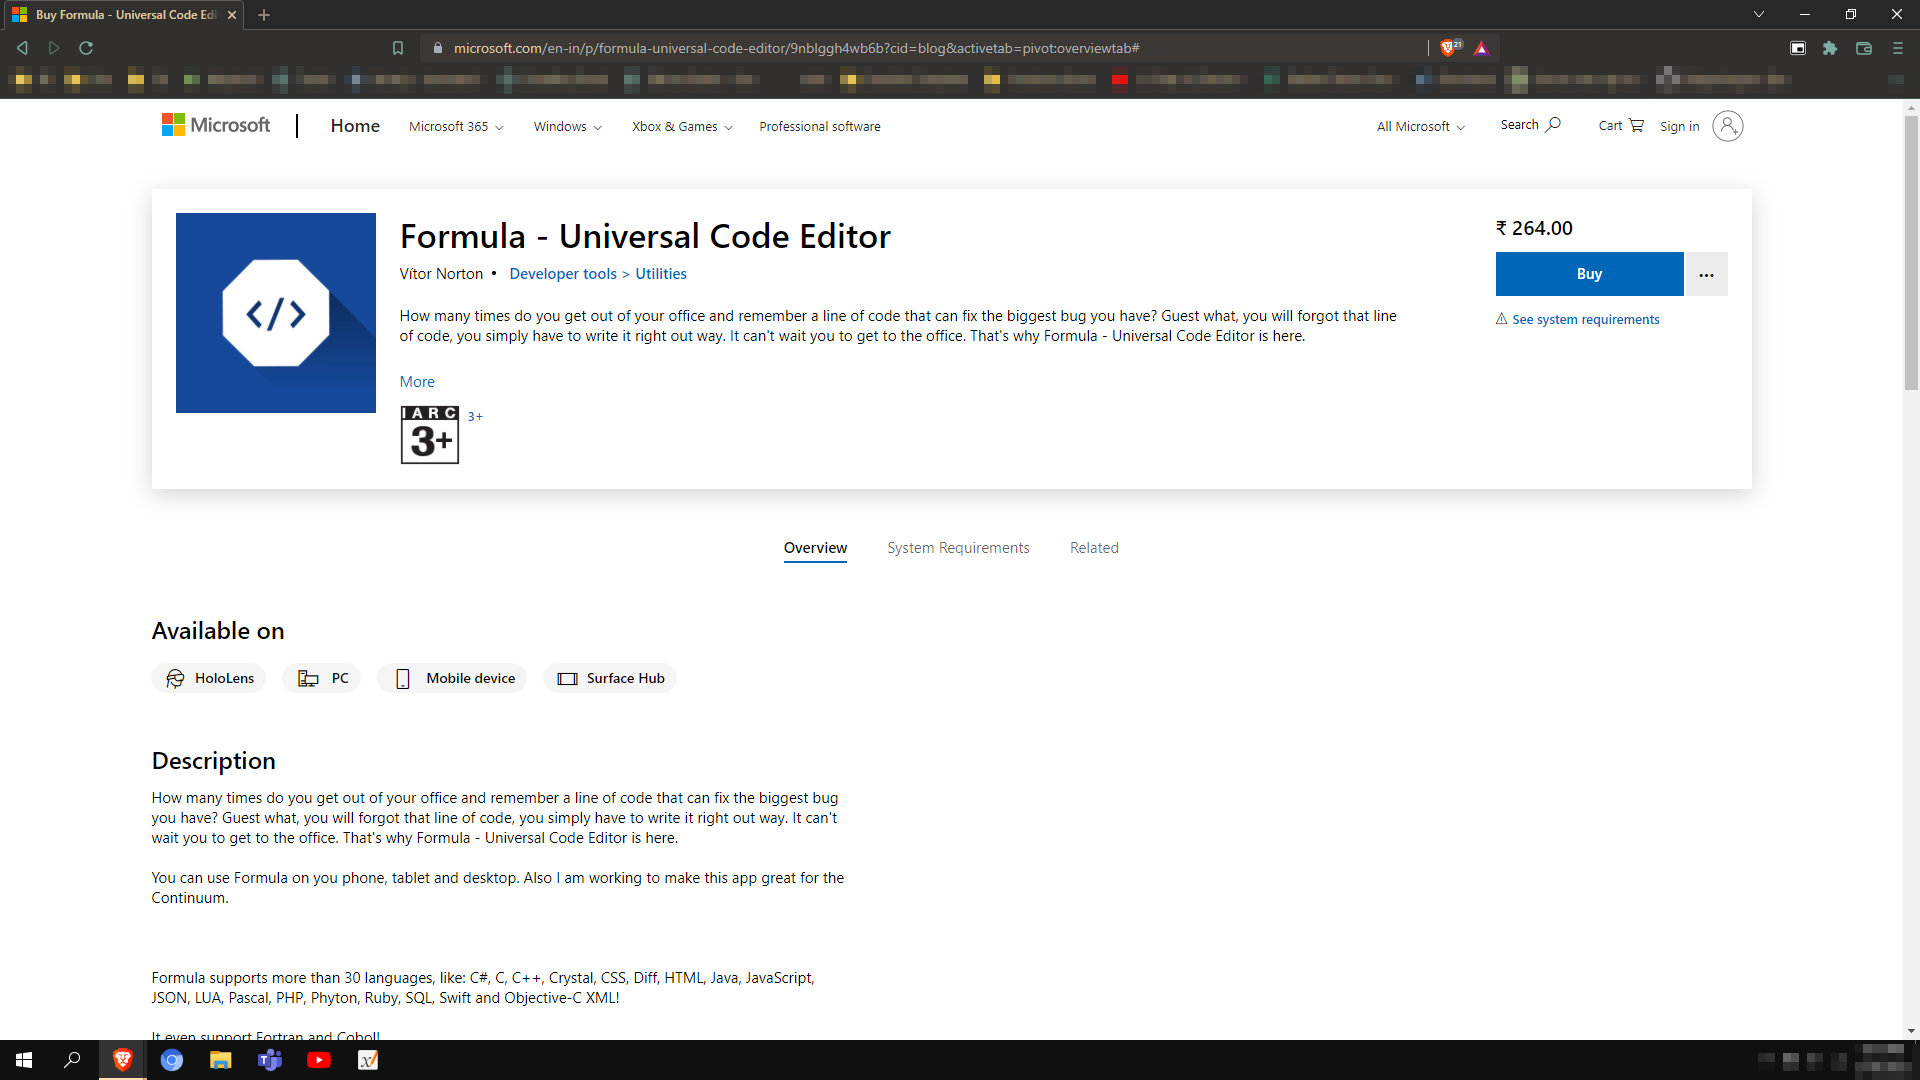 Buy Formula - Universal Code Edi
microsoft.com/en-in/p/formula-universal-code-editor/9nblggh4wb6b?cid=blog&activetab=pivot:overviewtab#
21
Microsoft
Home
Microsoft 365
Windows
Xbox & Games
Professional software
All Microsoft
Search
Cart
Sign in
Formula - Universal Code Editor
₹ 264.00
Vítor Norton • Developer tools > Utilities
Buy
...
</>
How many times do you get out of your office and remember a line of code that can fix the biggest bug you have? Guest what, you will forgot that line
of code, you simply have to write it right out way. It can't wait you to get to the office. That's why Formula - Universal Code Editor is here.
See system requirements
More
IARC
3+
3+
Overview
System Requirements
Related
Available on
HoloLens
PC
Mobile device
Surface Hub
Description
How many times do you get out of your office and remember a line of code that can fix the biggest bug
you have? Guest what, you will forgot that line of code, you simply have to write it right out way. It can't
wait you to get to the office. That's why Formula - Universal Code Editor is here.
You can use Formula on you phone, tablet and desktop. Also I am working to make this app great for the
Continuum.
Formula supports more than 30 languages, like: C#, C, C++, Crystal, CSS, Diff, HTML, Java, JavaScript,
JSON, LUA, Pascal, PHP, Phyton, Ruby, SQL, Swift and Objective-C XML!
It even support Fortran and Cobol!